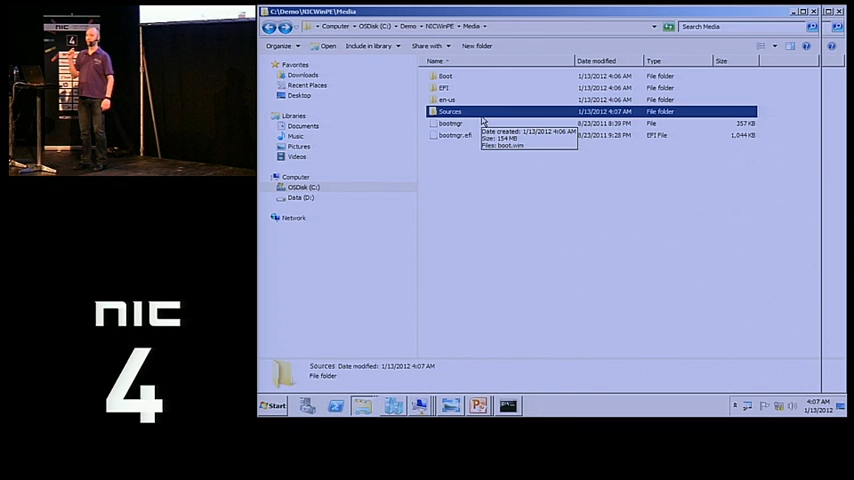 nic
4
nic
4
C:\Demo\NICWinPE\Media
Computer OSDisk (C:) Demo NICWinPE Media
Search Media
Organize Open Include in library Share with New folder
Name Date modified Type Size
Favorites
Downloads
Recent Places
Desktop
Libraries
Documents
Music
Pictures
Videos
Computer
OSDisk (C:)
Data (D:)
Network
Boot 1/13/2012 4:06 AM File folder
EFI 1/13/2012 4:06 AM File folder
en-us 1/13/2012 4:06 AM File folder
Sources 1/13/2012 4:07 AM File folder
bootmgr 8/23/2011 8:39 PM File 357 KB
bootmgr.efi 8/23/2011 9:28 PM EFI File 1,044 KB
Date created: 1/13/2012 4:06 AM
Size: 154 MB
Files: boot.wim
Sources Date modified: 1/13/2012 4:07 AM
File folder
Start
4:07 AM
1/13/2012